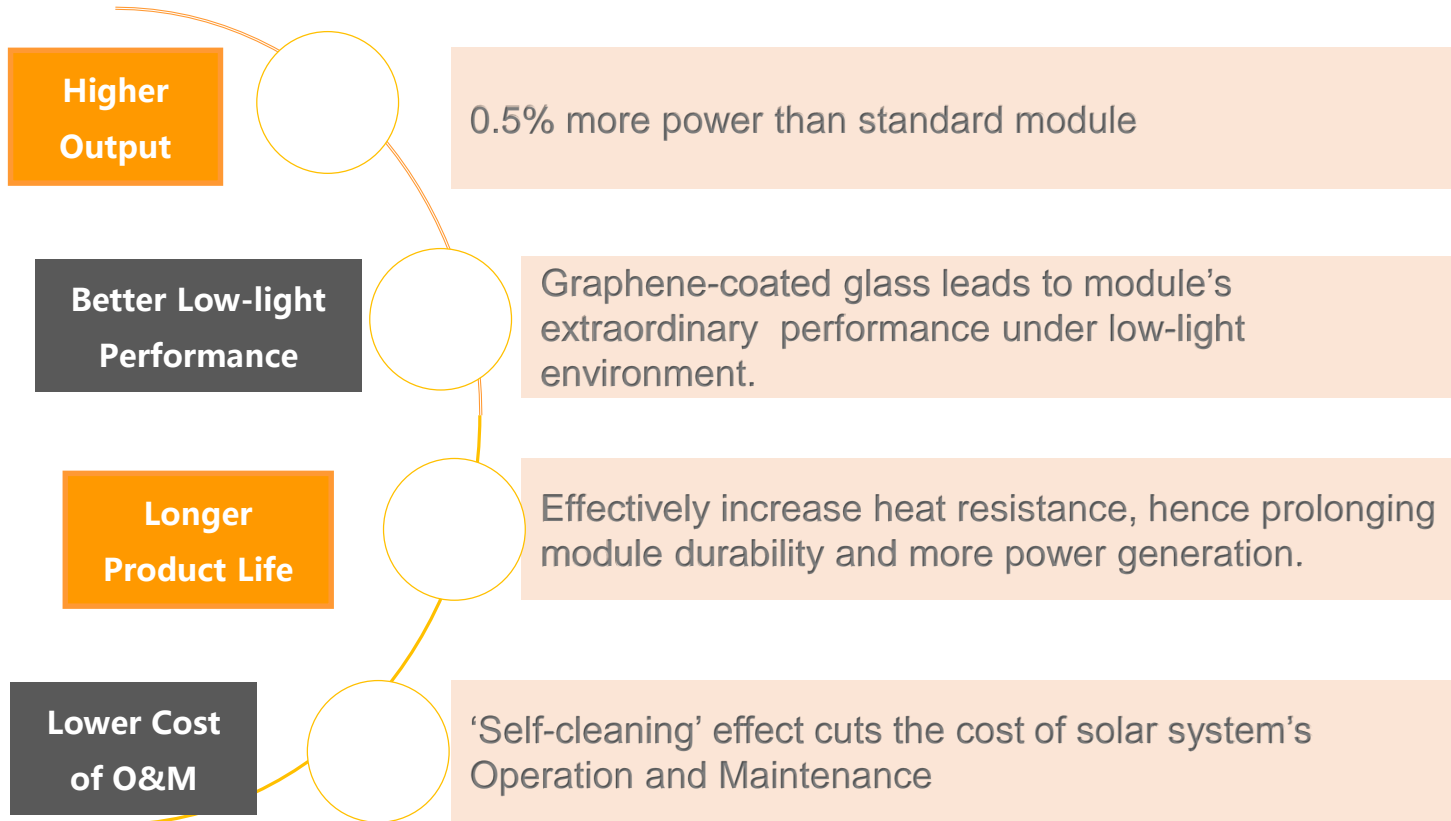 Higher
Output
0.5% more power than standard module
Better Low-light
Performance
Graphene-coated glass leads to module’s
extraordinary  performance under low-light
environment.
Longer
Product Life
Effectively increase heat resistance, hence prolonging
module durability and more power generation.
Lower Cost
of O&M
‘Self-cleaning’ effect cuts the cost of solar system’s
Operation and Maintenance